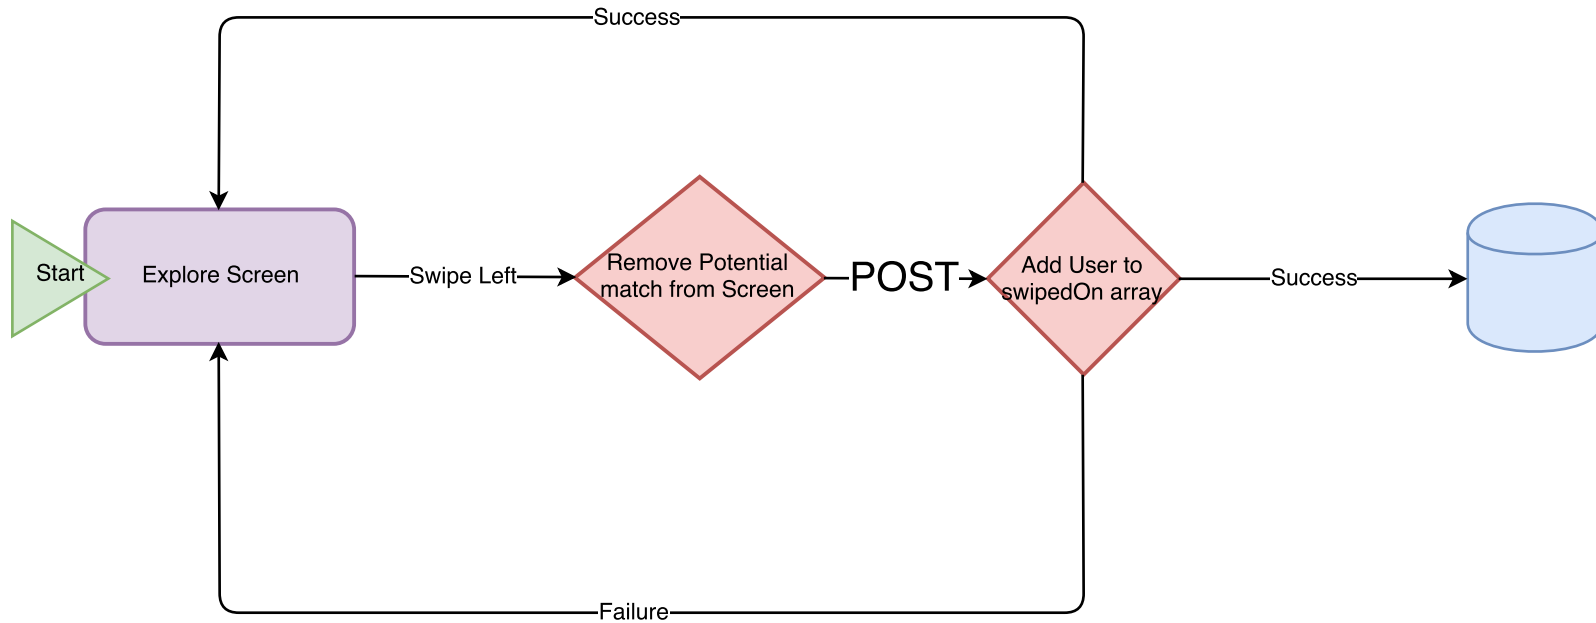 Success
Start
Explore Screen
Swipe Left
Remove Potential
match from Screen
POST
Add User to
swipedOn array
Success
Failure